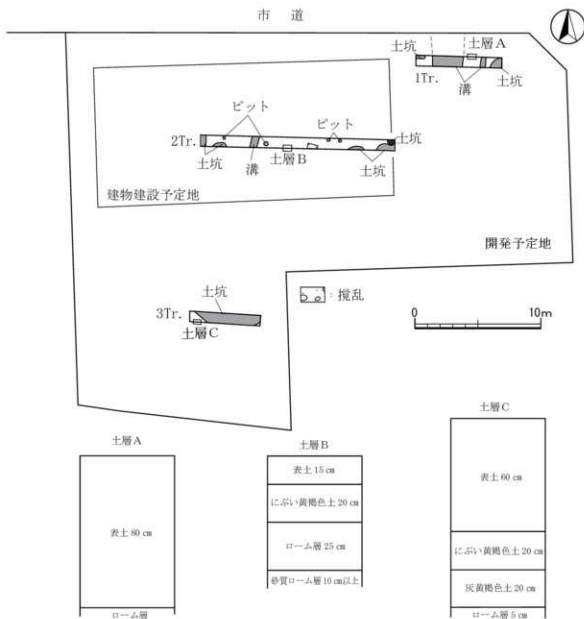 市 道
土坑
土層A
1Tr.
溝
土坑
ピット
ピット
2Tr.
土坑
土坑
溝
土層B
土坑
建物建設予定地
開発予定地
土坑
3Tr.
土層C
：撹乱
0 10m
土層A
表土 80 ㎝
ローム層
土層B
表土 15 ㎝
にぶい黄褐色土 20 ㎝
ローム層 25 ㎝
砂質ローム層 10 ㎝以上
土層C
表土 60 ㎝
にぶい黄褐色土 20 ㎝
灰黄褐色土 20 ㎝
ローム層 5 ㎝